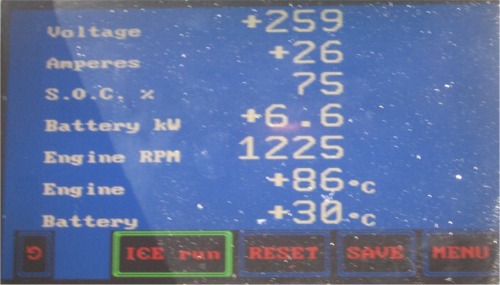 Voltage +259
Amperes +26
S.O.C. % 75
Battery kW +6.6
Engine RPM 1225
Engine +86°C
Battery +30°C
ICE run RESET SAVE MENU